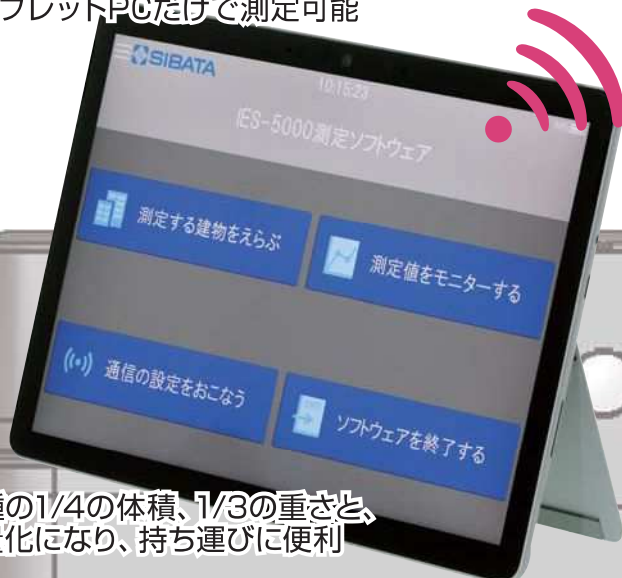 ブレットPCだけで測定可能
SIBATA
10:15:23
IES-5000測定ソフトウェア
測定する建物をえらぶ
測定値をモニターする
通信の設定をおこなう
ソフトウェアを終了する
種の1/4の体積、1/3の重さと、
量化になり、持ち運びに便利